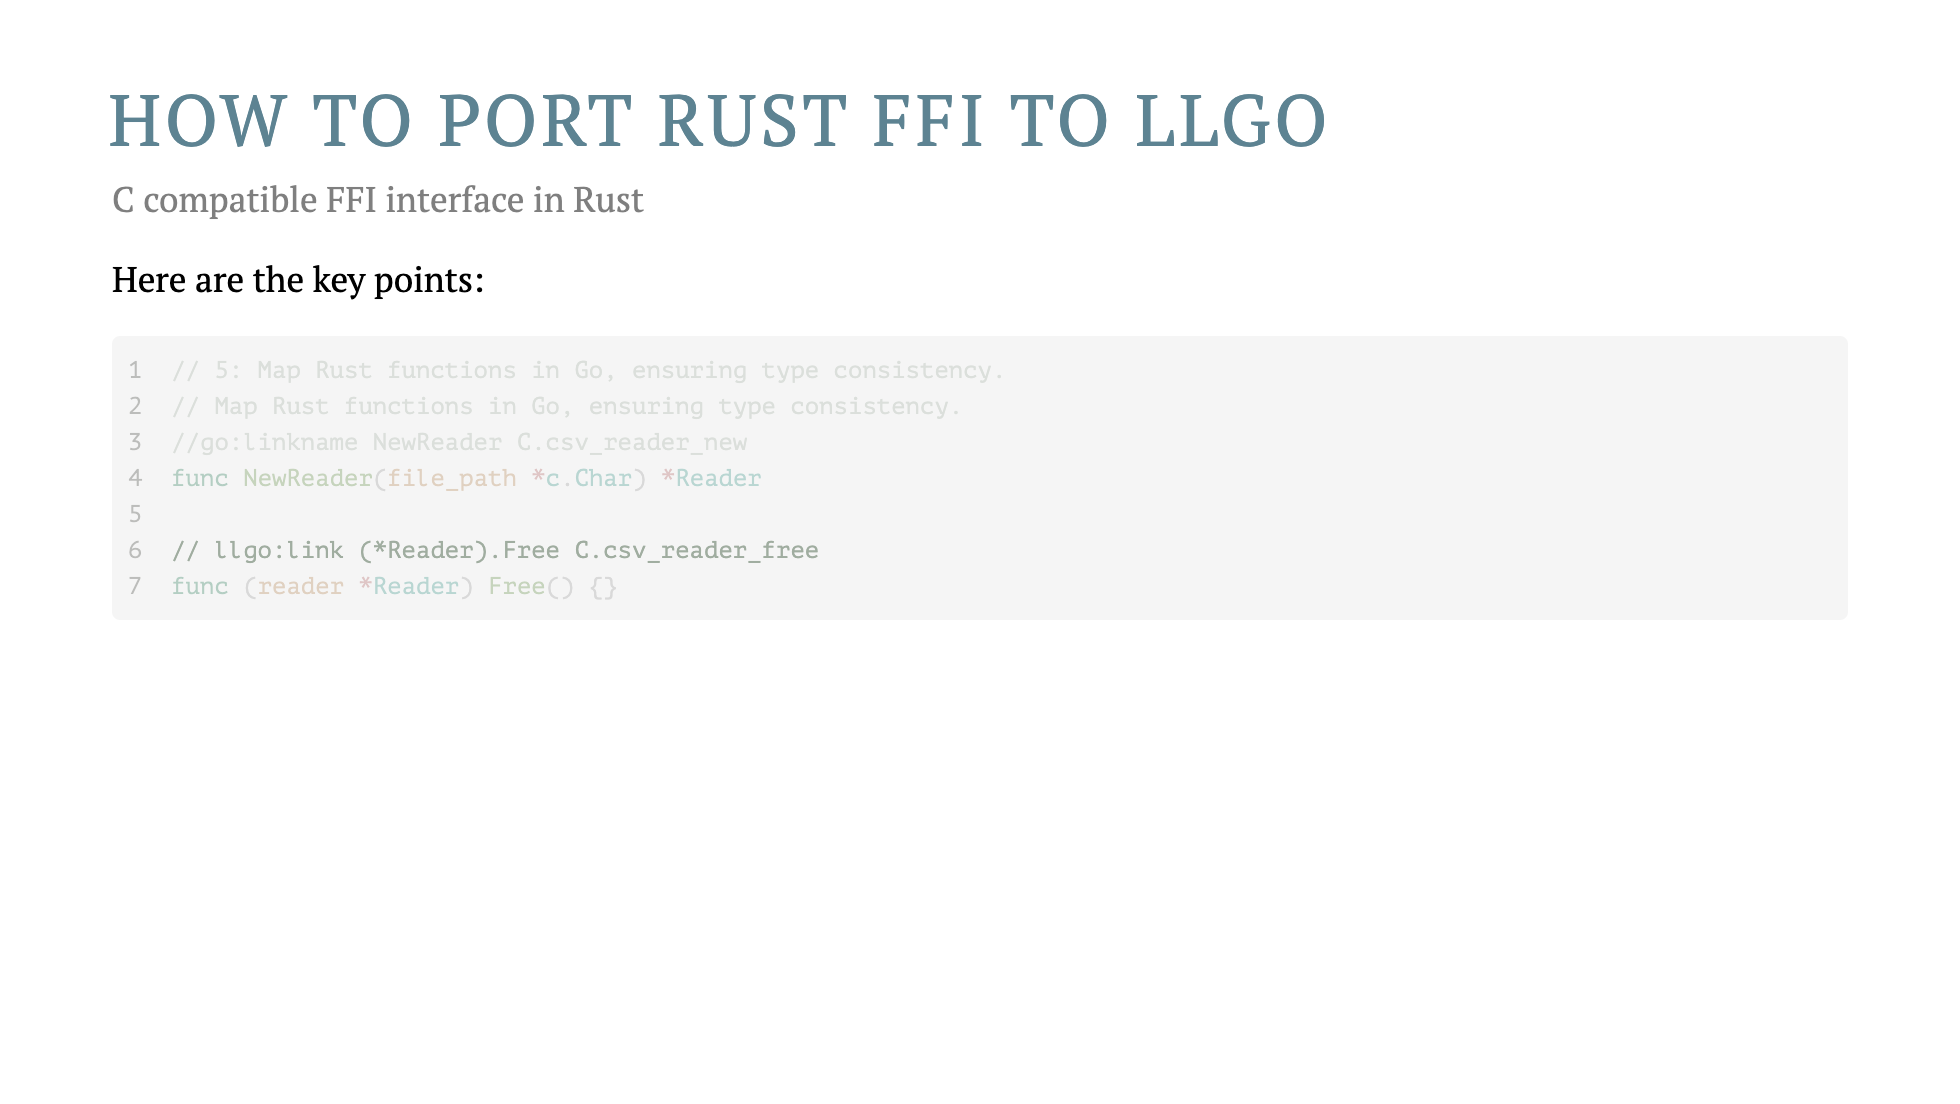 HOW TO PORT RUST FFI TO LLGO
C compatible FFI interface in Rust
Here are the key points:
1 // 5: Map Rust functions in Go, ensuring type consistency.
2 // Map Rust functions in Go, ensuring type consistency.
3 //go:linkname NewReader C.csv_reader_new
4 func NewReader(file_path *c.Char) *Reader
5
6 // llgo:link (*Reader).Free C.csv_reader_free
7 func (reader *Reader) Free() {}